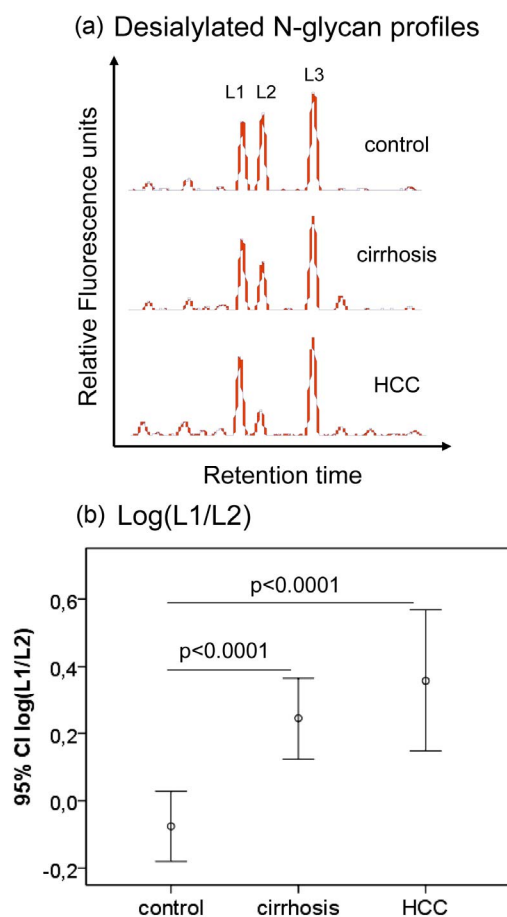 (a) Desialylated N-glycan profiles
L1 L2 L3
control
cirrhosis
HCC
Relative Fluorescence units
Retention time
(b) Log(L1/L2)
p<0.0001
p<0.0001
0,6
0,4
0,2
0,0
-0,2
95% CI log(L1/L2)
control cirrhosis HCC